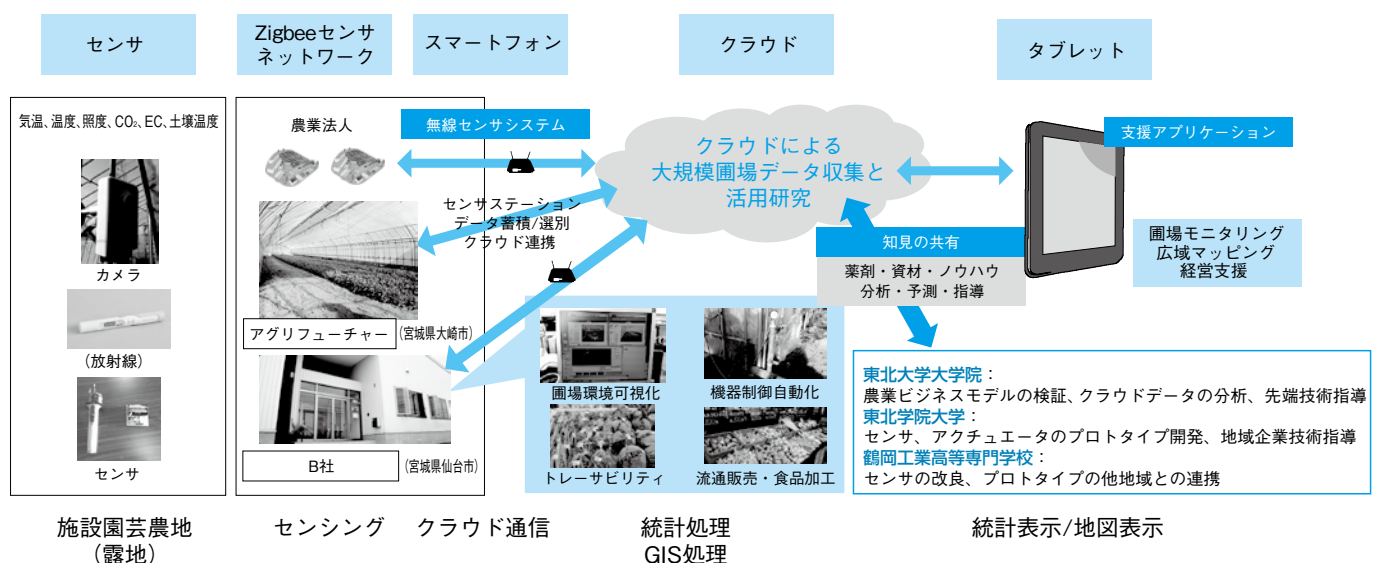 センサ
Zigbeeセンサ
ネットワーク
スマートフォン
クラウド
タブレット
気温、温度、照度、CO₂、EC、土壌温度
カメラ
(放射線)
センサ
農業法人
無線センサシステム
センサステーション
データ蓄積/選別
クラウド連携
アグリフューチャー
(宮城県大崎市)
B社
(宮城県仙台市)
クラウドによる
大規模圃場データ収集と
活用研究
圃場環境可視化
機器制御自動化
トレーサビリティ
流通販売・食品加工
支援アプリケーション
知見の共有
薬剤・資材・ノウハウ
分析・予測・指導
圃場モニタリング
広域マッピング
経営支援
東北大学大学院：
農業ビジネスモデルの検証、クラウドデータの分析、先端技術指導
東北学院大学：
センサ、アクチュエータのプロトタイプ開発、地域企業技術指導
鶴岡工業高等専門学校：
センサの改良、プロトタイプの他地域との連携
施設園芸農地
（露地）
センシング
クラウド通信
統計処理
GIS処理
統計表示/地図表示